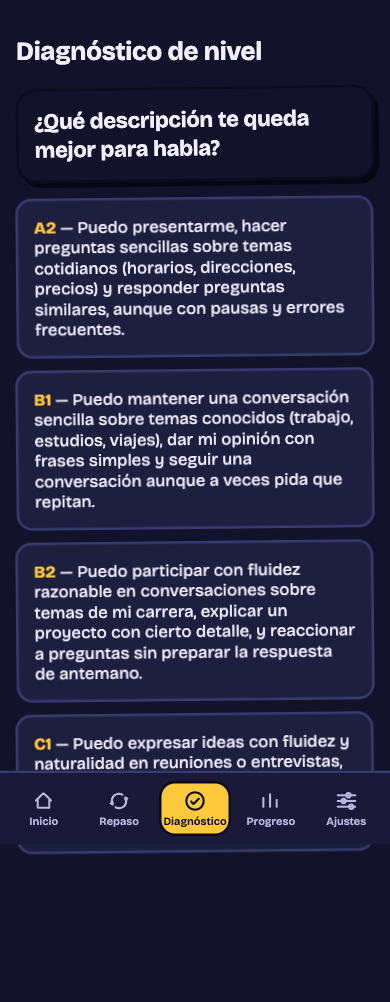 Diagnóstico de nivel
¿Qué descripción te queda
mejor para habla?
A2 — Puedo presentarme, hacer
preguntas sencillas sobre temas
cotidianos (horarios, direcciones,
precios) y responder preguntas
similares, aunque con pausas y errores
frecuentes.
B1 — Puedo mantener una conversación
sencilla sobre temas conocidos (trabajo,
estudios, viajes), dar mi opinión con
frases simples y seguir una
conversación aunque a veces pida que
repitan.
B2 — Puedo participar con fluidez
razonable en conversaciones sobre
temas de mi carrera, explicar un
proyecto con cierto detalle, y reaccionar
a preguntas sin preparar la respuesta
de antemano.
C1 — Puedo expresar ideas con fluidez y
naturalidad en reuniones o entrevistas,
Inicio
Repaso
Diagnóstico
Progreso
Ajustes